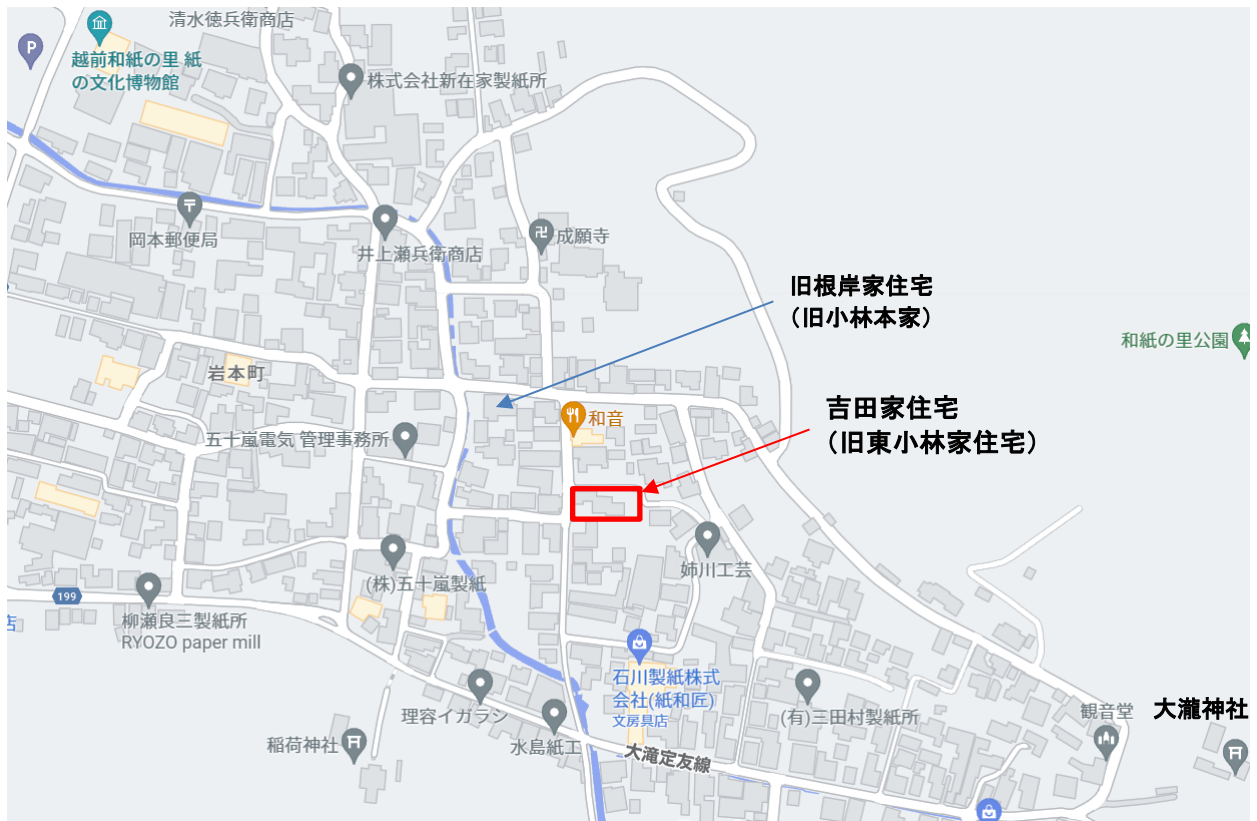 清水徳兵衛商店
P
越前和紙の里 紙
の文化博物館
株式会社新在家製紙所
岡本郵便局
井上瀬兵衛商店
成願寺
旧根岸家住宅
（旧小林本家）
和紙の里公園
岩本町
和音
吉田家住宅
（旧東小林家住宅）
五十嵐電気 管理事務所
姉川工芸
(株)五十嵐製紙
199
店
柳瀬良三製紙所
RYOZO paper mill
石川製紙株式
会社(紙和匠)
文房具店
理容イガラシ
(有)三田村製紙所
観音堂
大瀧神社
稲荷神社
水島紙工
大滝定友線